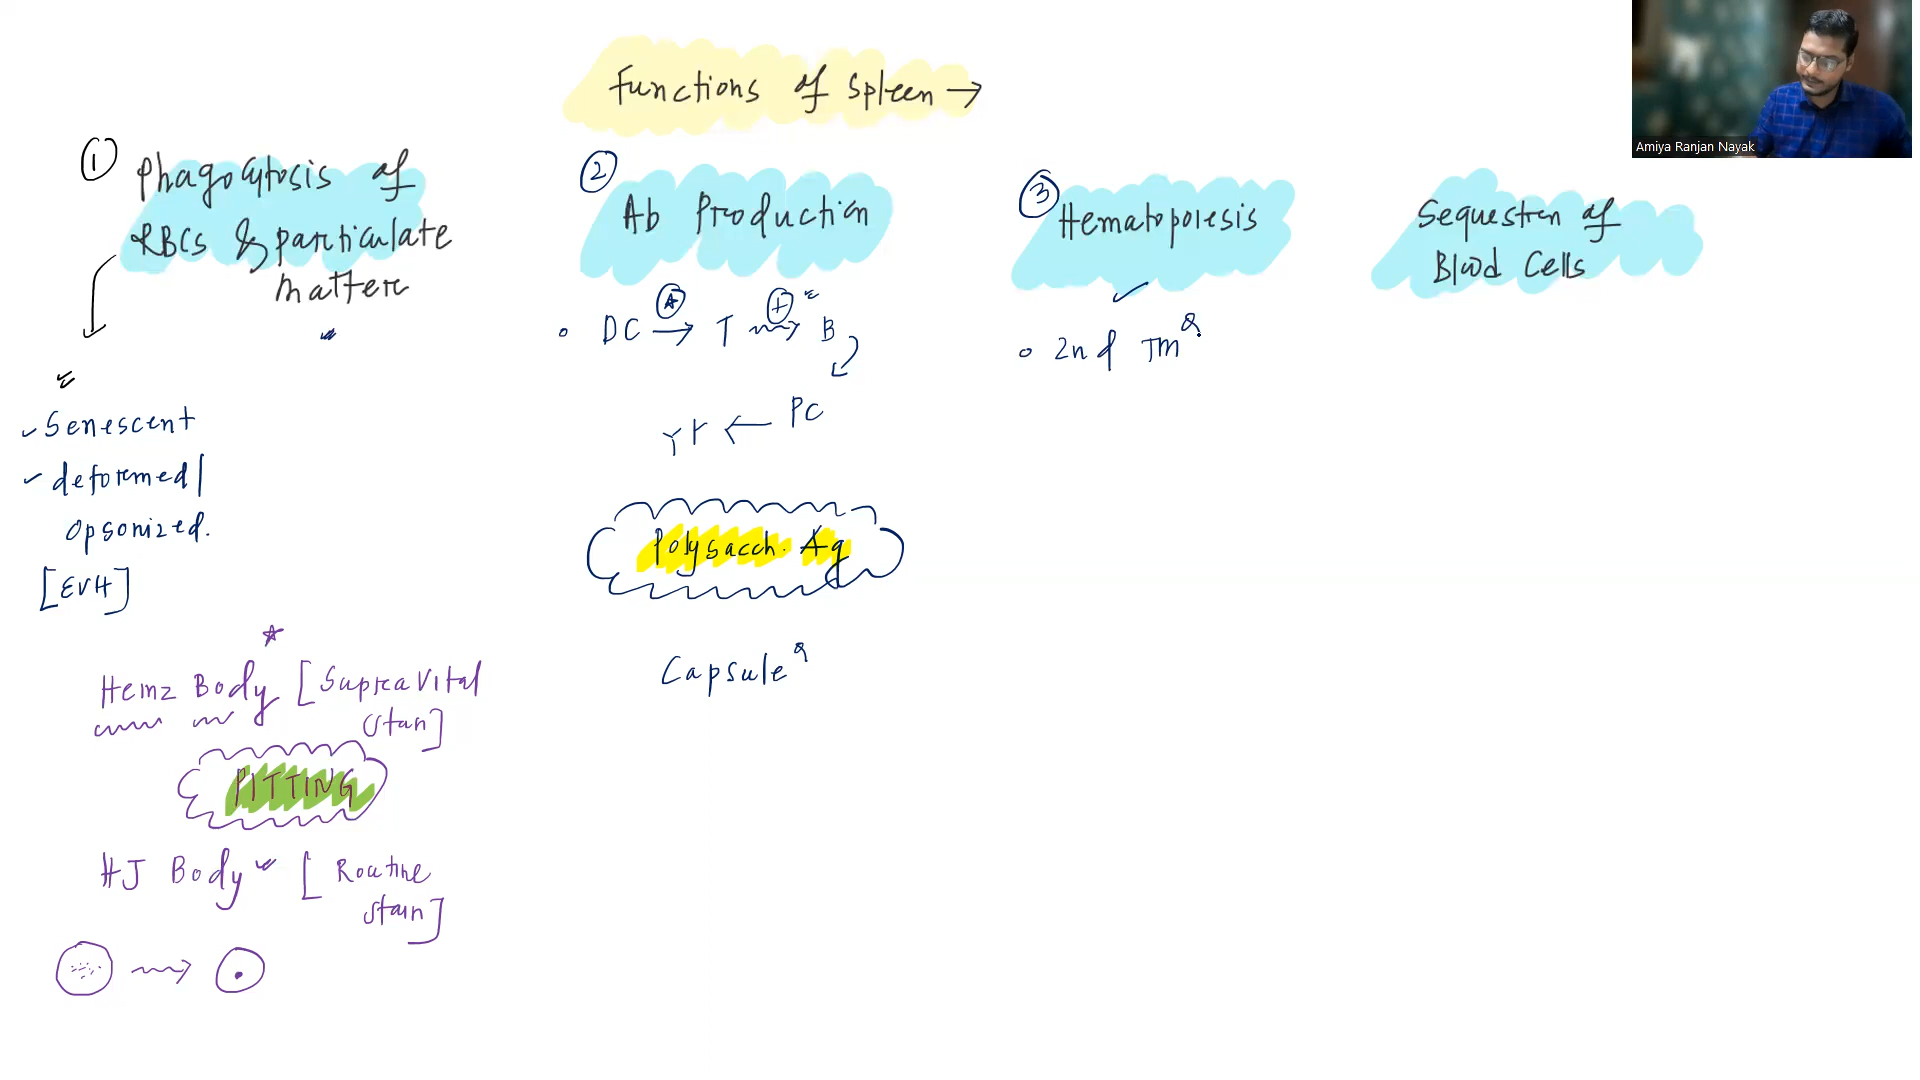 Functions of Spleen →
① Phagocytosis of
RBCs & particulate
matter
Senescent
deformed/
opsonized.
[EVH]
Heinz Body [Supravital
Stain]
PITTING
HJ Body [Routine
Stain]
② Ab Production
DC → T → B
PC
Polysacch. Ag
Capsule
③ Hematopoiesis
2nd TM
Sequestrn of
Blood Cells
Amiya Ranjan Nayak